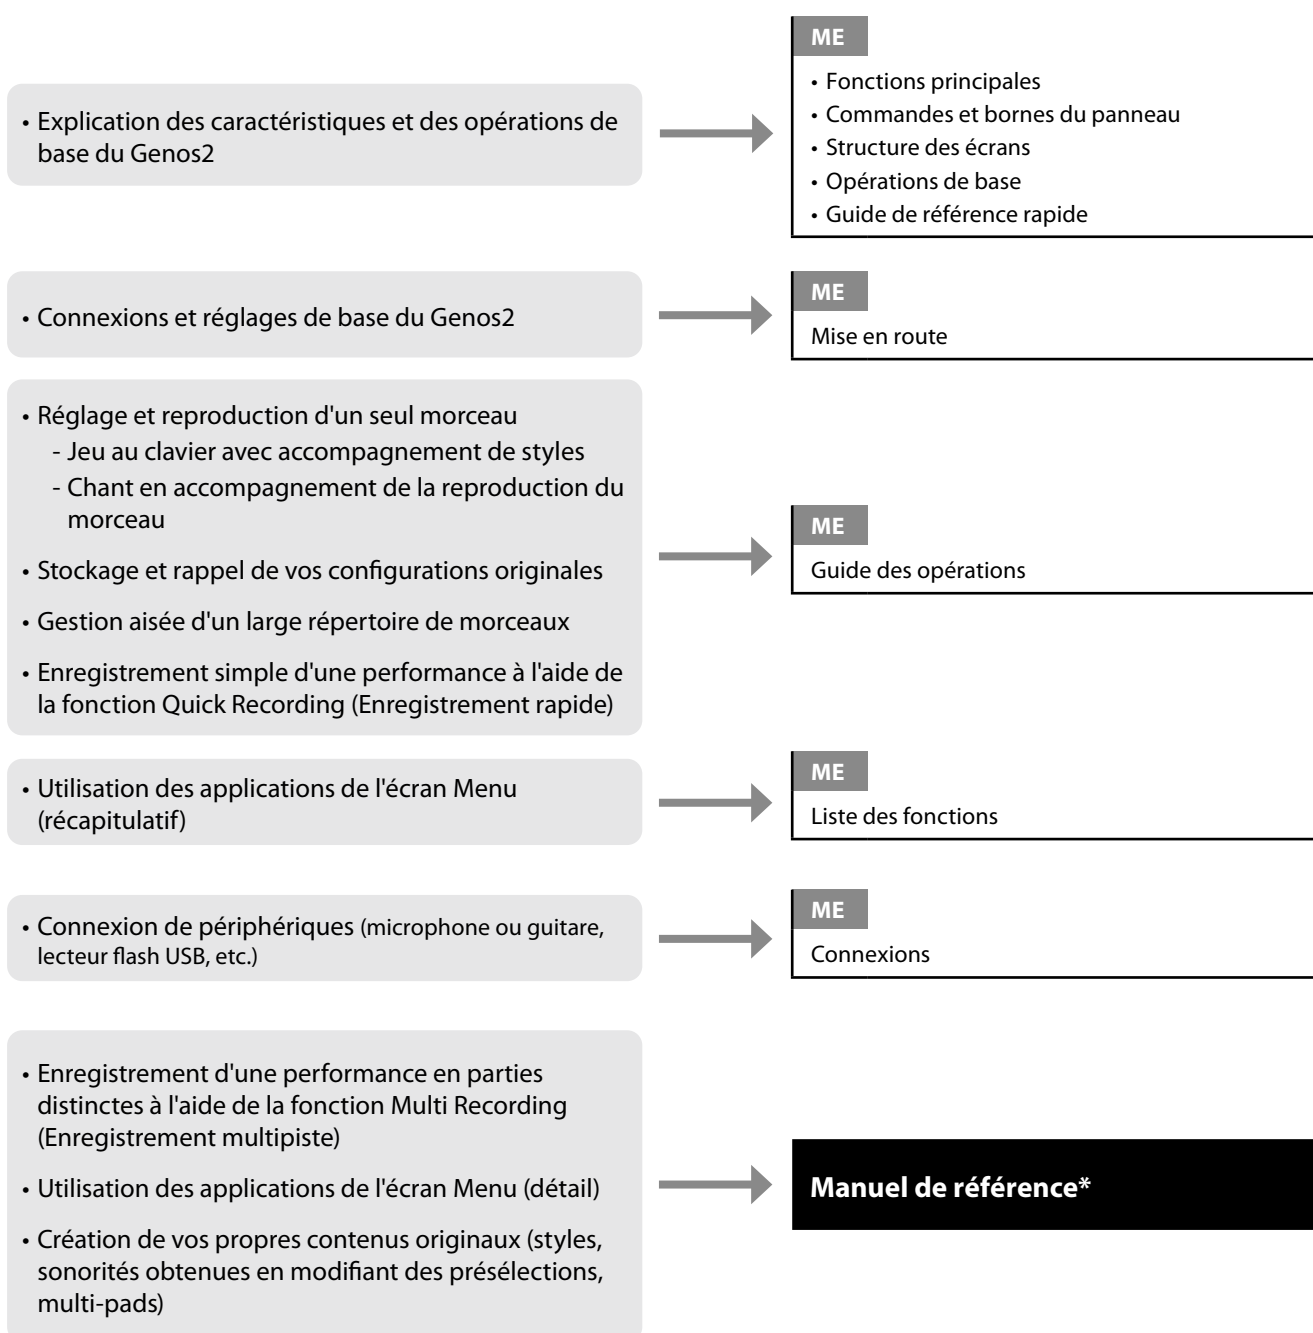 • Explication des caractéristiques et des opérations de
base du Genos2
ME
• Fonctions principales
• Commandes et bornes du panneau
• Structure des écrans
• Opérations de base
• Guide de référence rapide
• Connexions et réglages de base du Genos2
ME
Mise en route
• Réglage et reproduction d'un seul morceau
- Jeu au clavier avec accompagnement de styles
- Chant en accompagnement de la reproduction du
morceau
• Stockage et rappel de vos configurations originales
• Gestion aisée d'un large répertoire de morceaux
• Enregistrement simple d'une performance à l'aide de
la fonction Quick Recording (Enregistrement rapide)
ME
Guide des opérations
• Utilisation des applications de l'écran Menu
(récapitulatif)
ME
Liste des fonctions
• Connexion de périphériques (microphone ou guitare,
lecteur flash USB, etc.)
ME
Connexions
• Enregistrement d'une performance en parties
distinctes à l'aide de la fonction Multi Recording
(Enregistrement multipiste)
• Utilisation des applications de l'écran Menu (détail)
• Création de vos propres contenus originaux (styles,
sonorités obtenues en modifiant des présélections,
multi-pads)
Manuel de référence*